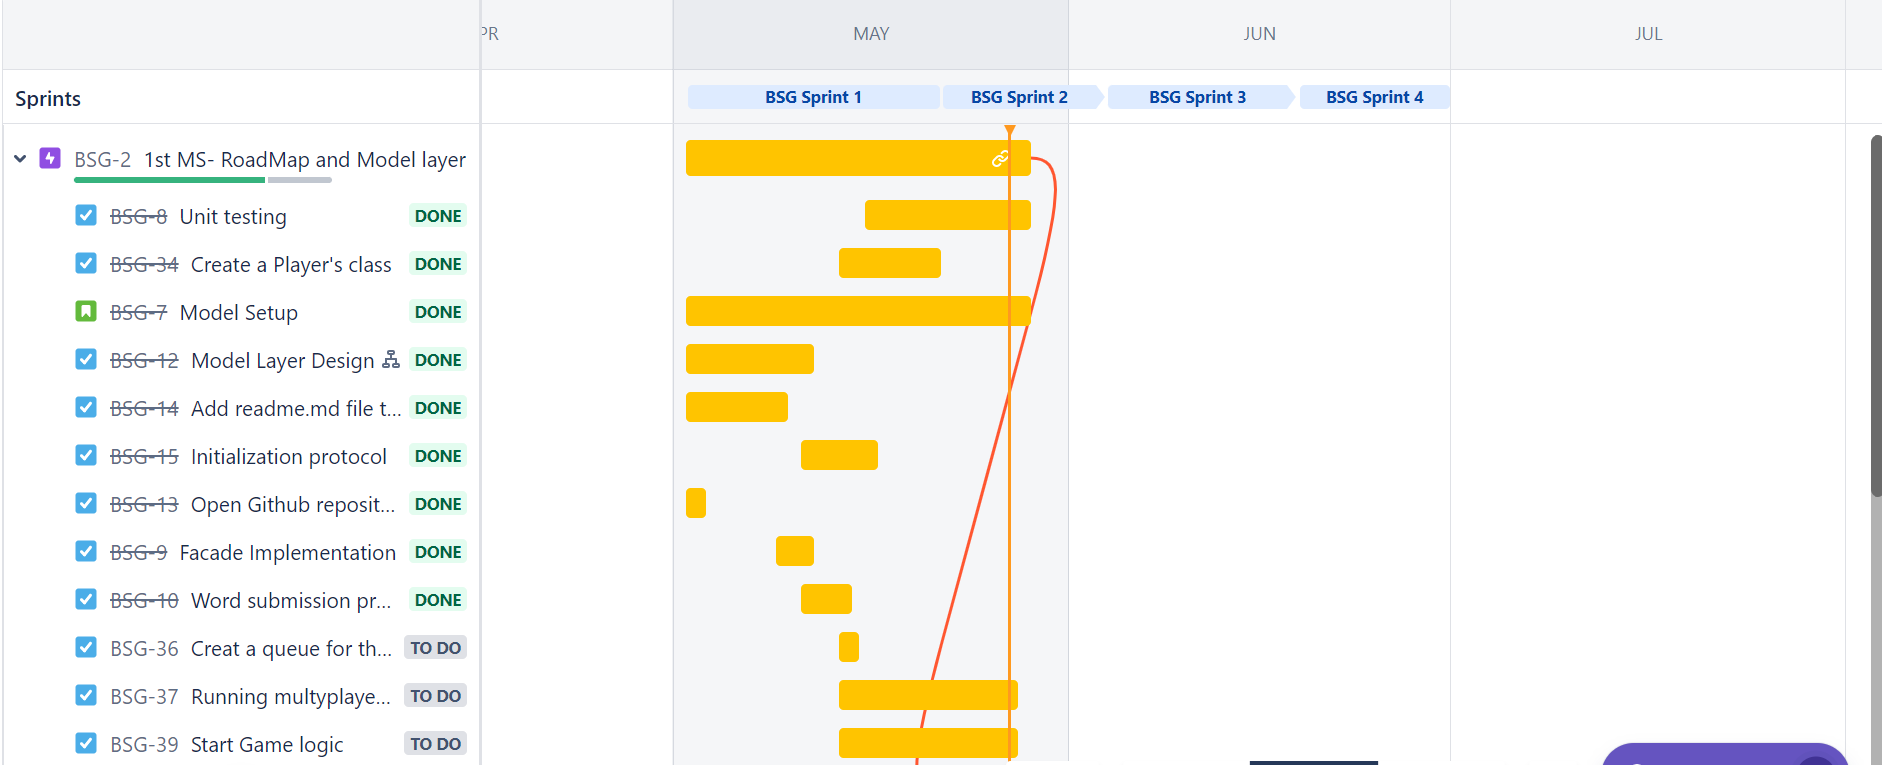 PR MAY JUN JUL
Sprints BSG Sprint 1 BSG Sprint 2 BSG Sprint 3 BSG Sprint 4
BSG-2 1st MS- RoadMap and Model layer
BSG-8 Unit testing DONE
BSG-34 Create a Player's class DONE
BSG-7 Model Setup DONE
BSG-12 Model Layer Design DONE
BSG-14 Add readme.md file t... DONE
BSG-15 Initialization protocol DONE
BSG-13 Open Github reposit... DONE
BSG-9 Facade Implementation DONE
BSG-10 Word submission pr... DONE
BSG-36 Creat a queue for th... TO DO
BSG-37 Running multyplaye... TO DO
BSG-39 Start Game logic TO DO